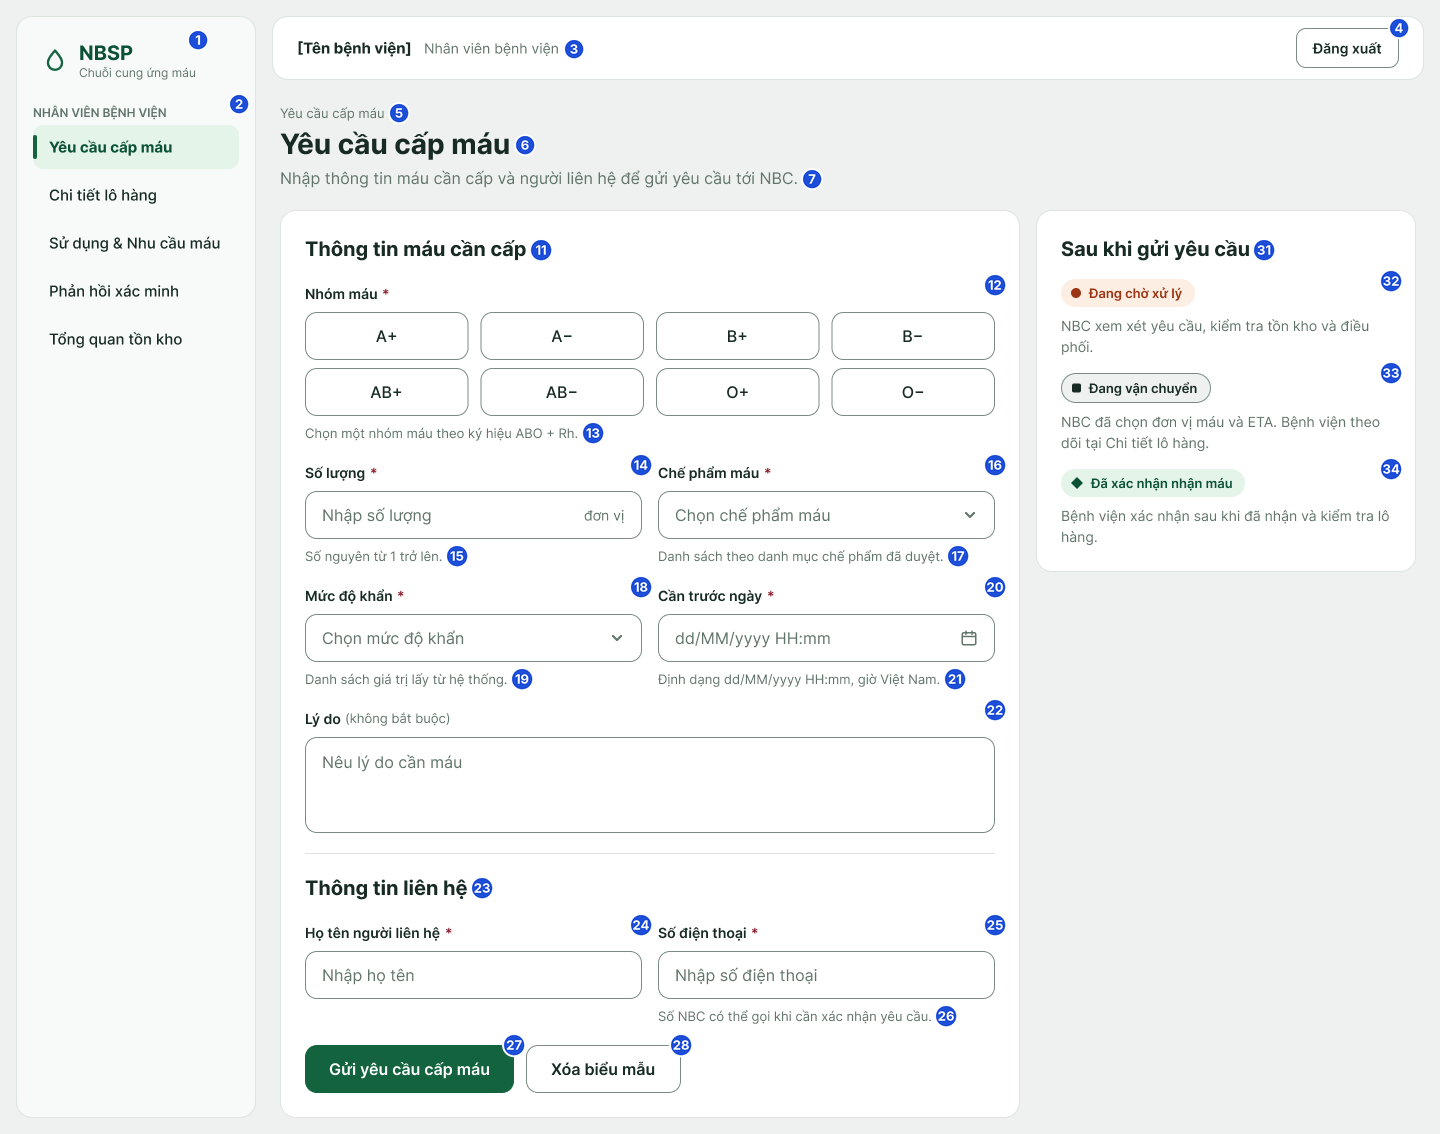 NBSP
Chuỗi cung ứng máu
1
2
NHÂN VIÊN BỆNH VIỆN
Yêu cầu cấp máu
Chi tiết lô hàng
Sử dụng & Nhu cầu máu
Phản hồi xác minh
Tổng quan tồn kho
[Tên bệnh viện] Nhân viên bệnh viện 3
Đăng xuất 4
Yêu cầu cấp máu 5
Yêu cầu cấp máu 6
Nhập thông tin máu cần cấp và người liên hệ để gửi yêu cầu tới NBC. 7
Thông tin máu cần cấp 11
Nhóm máu * 12
A+ A− B+ B−
AB+ AB− O+ O−
Chọn một nhóm máu theo ký hiệu ABO + Rh. 13
Số lượng * 14 Chế phẩm máu * 16
Nhập số lượng đơn vị Chọn chế phẩm máu
Số nguyên từ 1 trở lên. 15 Danh sách theo danh mục chế phẩm đã duyệt. 17
Mức độ khẩn * 18 Cần trước ngày * 20
Chọn mức độ khẩn dd/MM/yyyy HH:mm
Danh sách giá trị lấy từ hệ thống. 19 Định dạng dd/MM/yyyy HH:mm, giờ Việt Nam. 21
Lý do (không bắt buộc) 22
Nêu lý do cần máu
Thông tin liên hệ 23
Họ tên người liên hệ * 24 Số điện thoại * 25
Nhập họ tên Nhập số điện thoại
Số NBC có thể gọi khi cần xác nhận yêu cầu. 26
Gửi yêu cầu cấp máu 27 Xóa biểu mẫu 28
Sau khi gửi yêu cầu 31
Đang chờ xử lý 32
NBC xem xét yêu cầu, kiểm tra tồn kho và điều
phối.
Đang vận chuyển 33
NBC đã chọn đơn vị máu và ETA. Bệnh viện theo
dõi tại Chi tiết lô hàng.
Đã xác nhận nhận máu 34
Bệnh viện xác nhận sau khi đã nhận và kiểm tra lô
hàng.